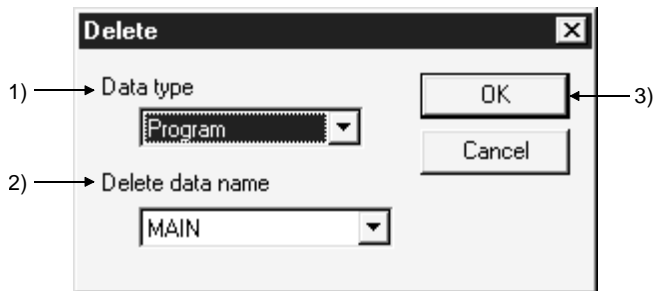 Delete
1) Data type
OK 3)
Program
Cancel
2) Delete data name
MAIN